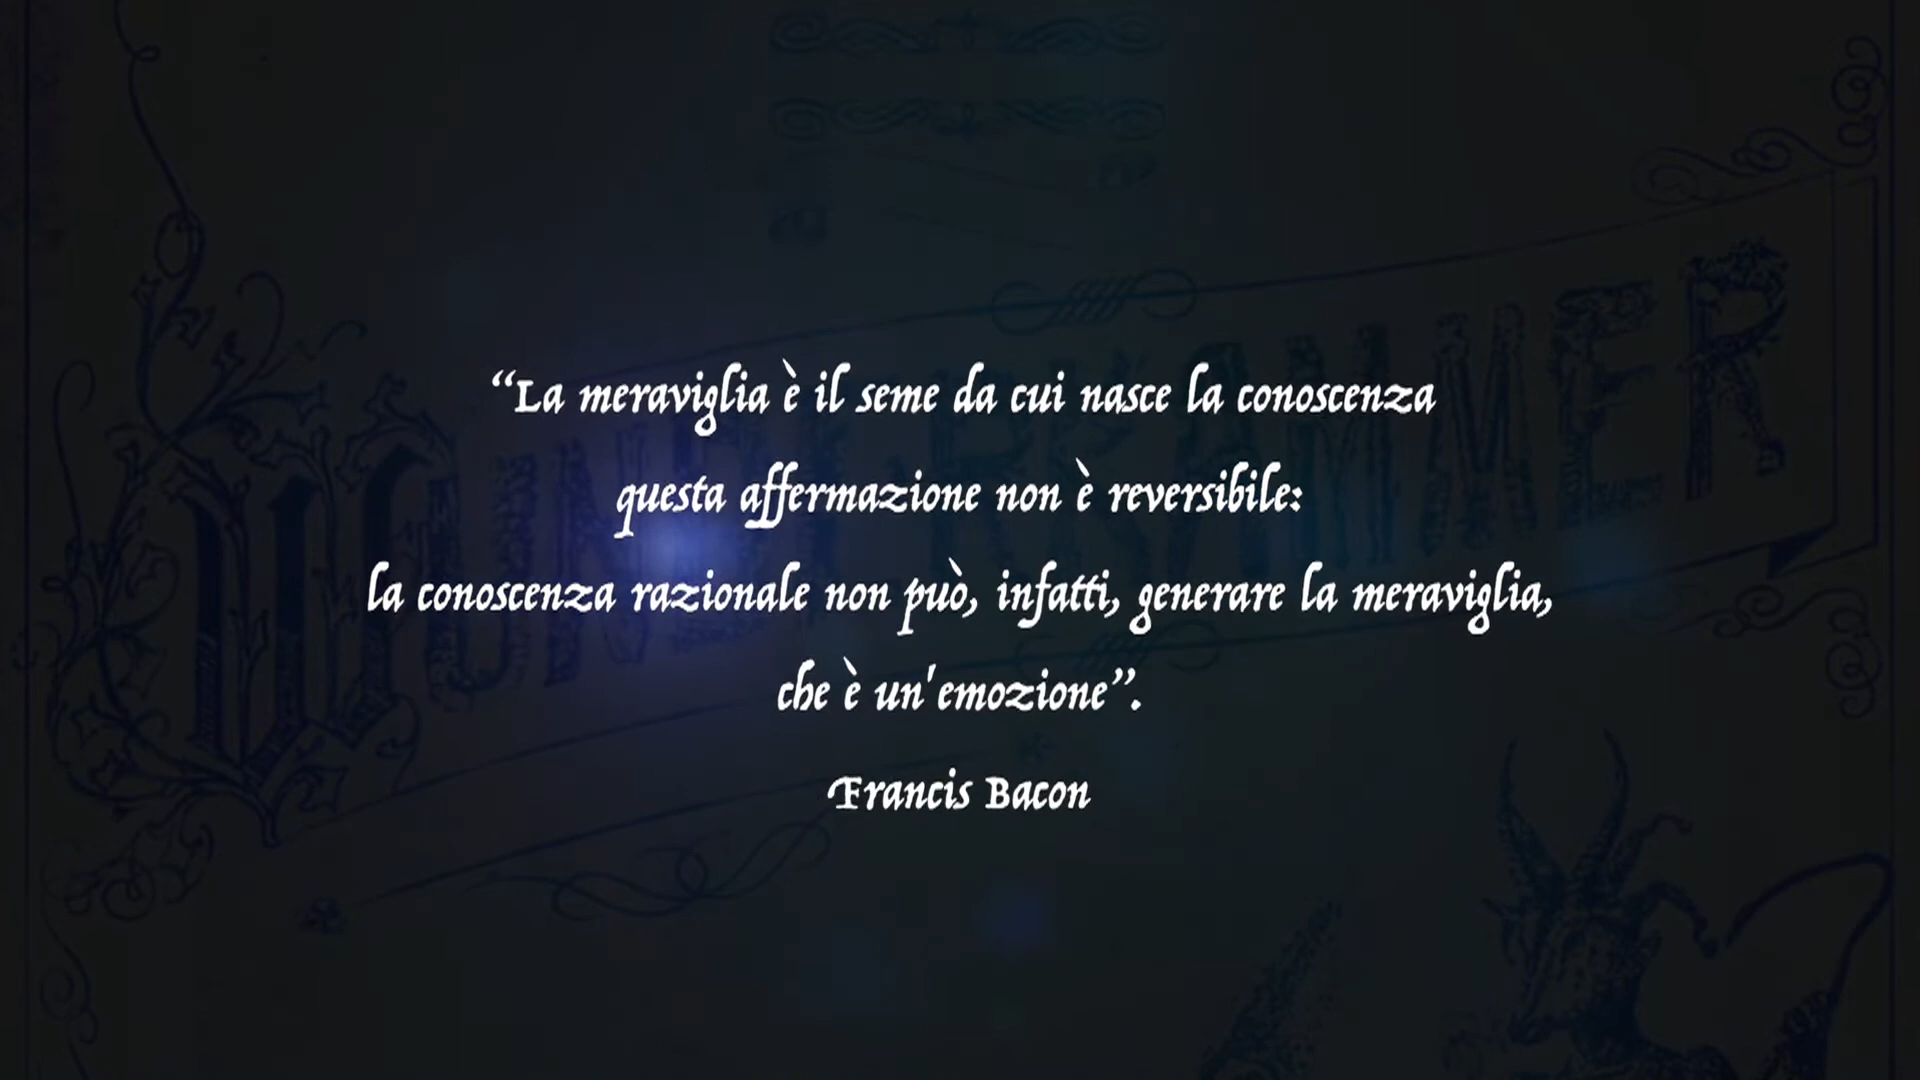 WUNDERKAMMER
“La meraviglia è il seme da cui nasce la conoscenza
questa affermazione non è reversibile:
la conoscenza razionale non può, infatti, generare la meraviglia,
che è un'emozione”.
Francis Bacon